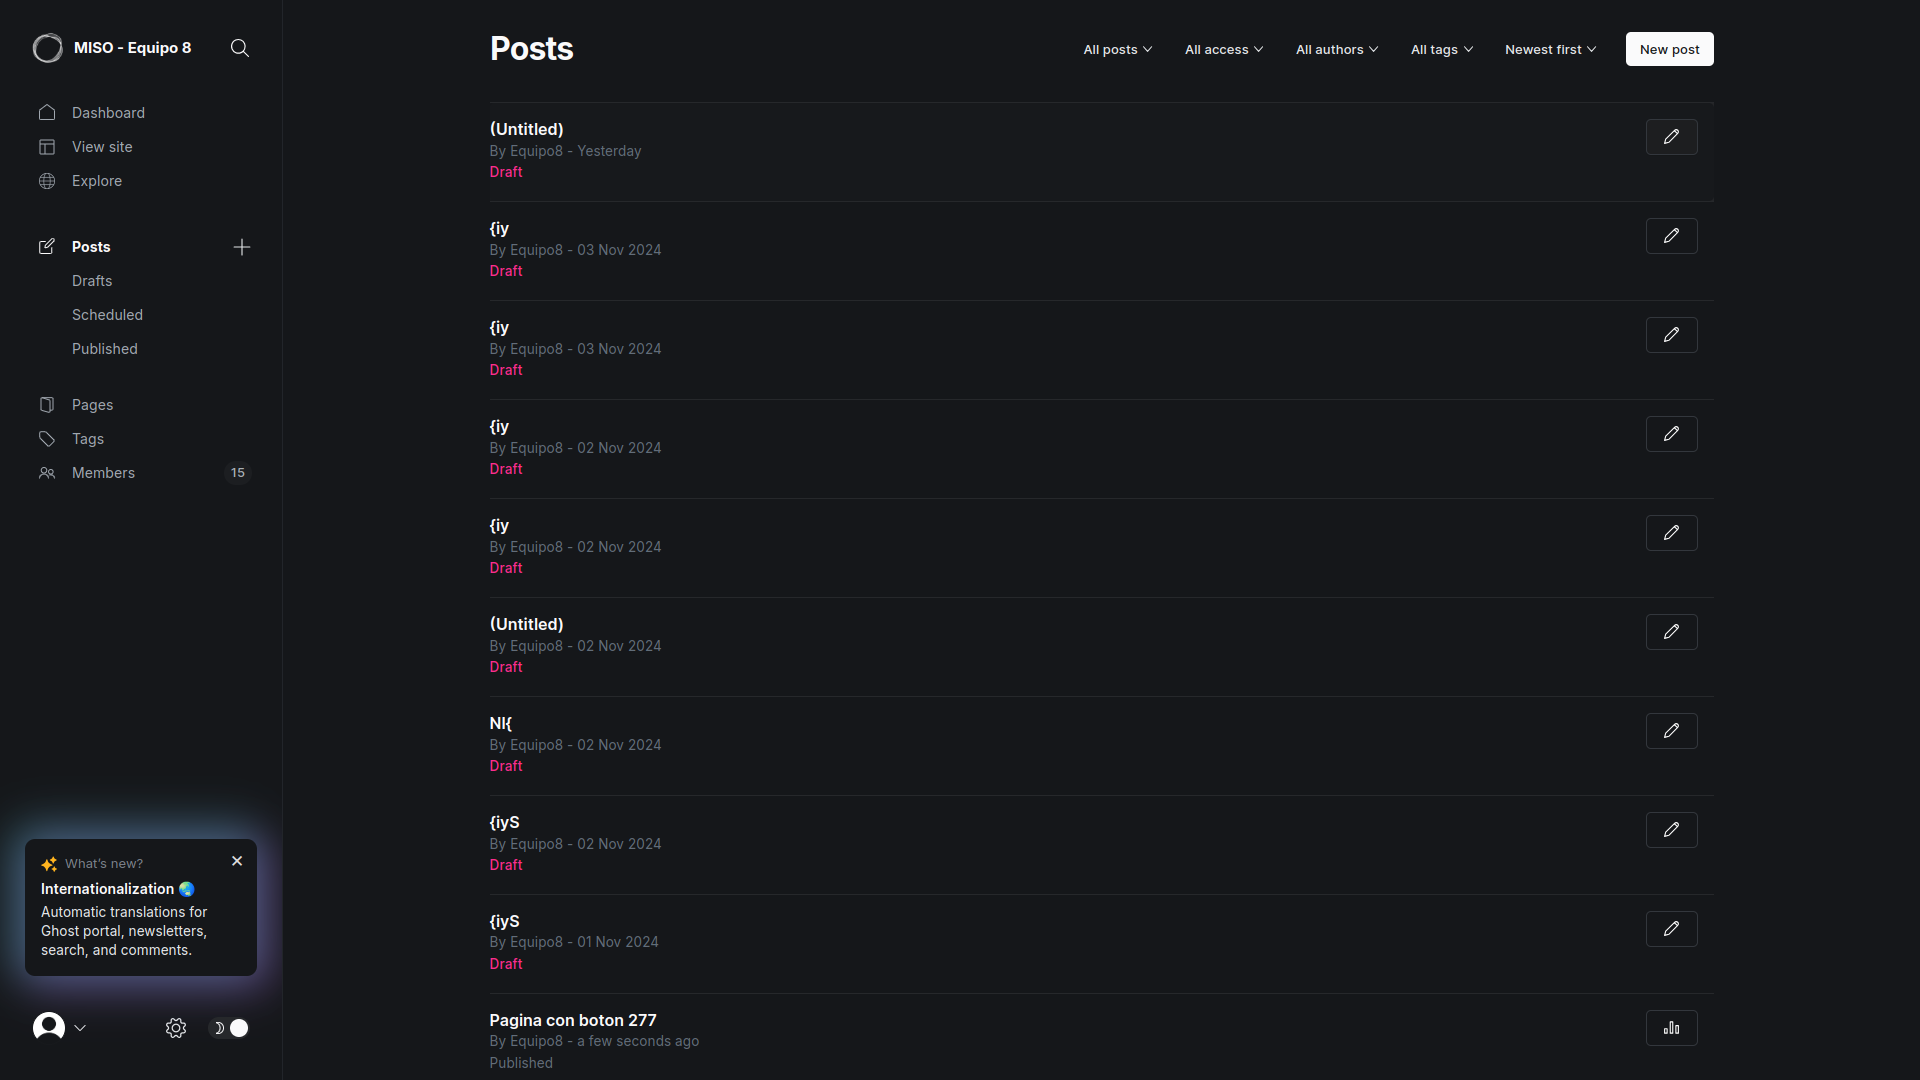 MISO - Equipo 8
Dashboard
View site
Explore
Posts
Drafts
Scheduled
Published
Pages
Tags
Members 15
What's new?
Internationalization 🌏
Automatic translations for
Ghost portal, newsletters,
search, and comments.
Posts
All posts All access All authors All tags Newest first New post
(Untitled)
By Equipo8 - Yesterday
Draft
{iy
By Equipo8 - 03 Nov 2024
Draft
{iy
By Equipo8 - 03 Nov 2024
Draft
{iy
By Equipo8 - 02 Nov 2024
Draft
{iy
By Equipo8 - 02 Nov 2024
Draft
(Untitled)
By Equipo8 - 02 Nov 2024
Draft
By Equipo8 - 02 Nov 2024
Draft
{iyS
By Equipo8 - 02 Nov 2024
Draft
{iyS
By Equipo8 - 01 Nov 2024
Draft
Pagina con boton 277
By Equipo8 - a few seconds ago
Published